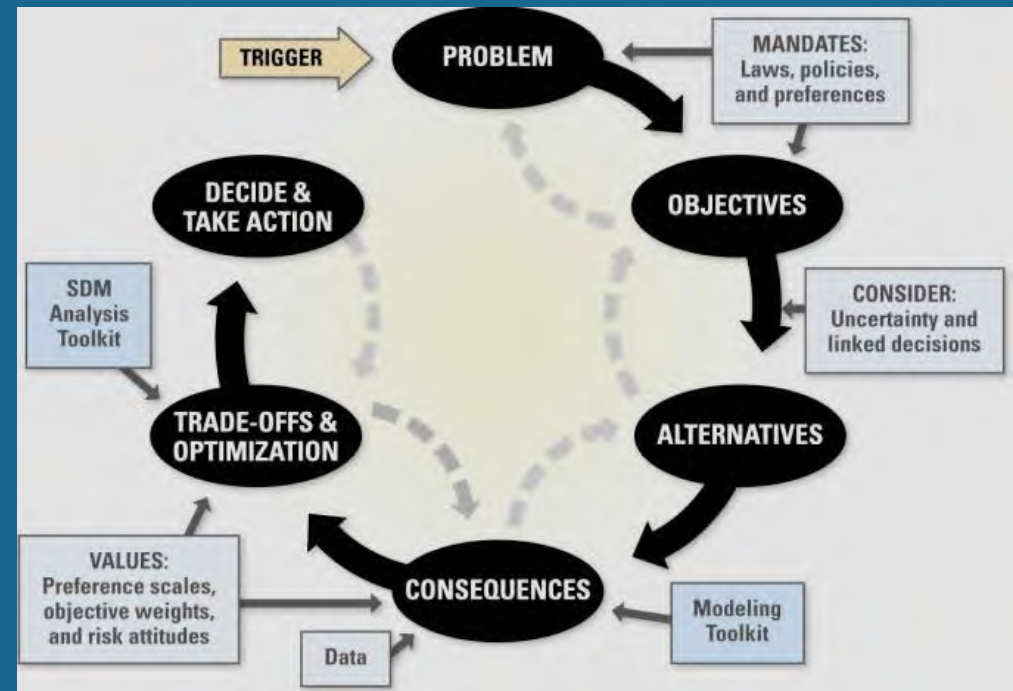 TRIGGER
PROBLEM
MANDATES:
Laws, policies,
and preferences
DECIDE &
TAKE ACTION
OBJECTIVES
SDM
Analysis
Toolkit
CONSIDER:
Uncertainty and
linked decisions
TRADE-OFFS &
OPTIMIZATION
ALTERNATIVES
VALUES:
Preference scales,
objective weights,
and risk attitudes
CONSEQUENCES
Modeling
Toolkit
Data